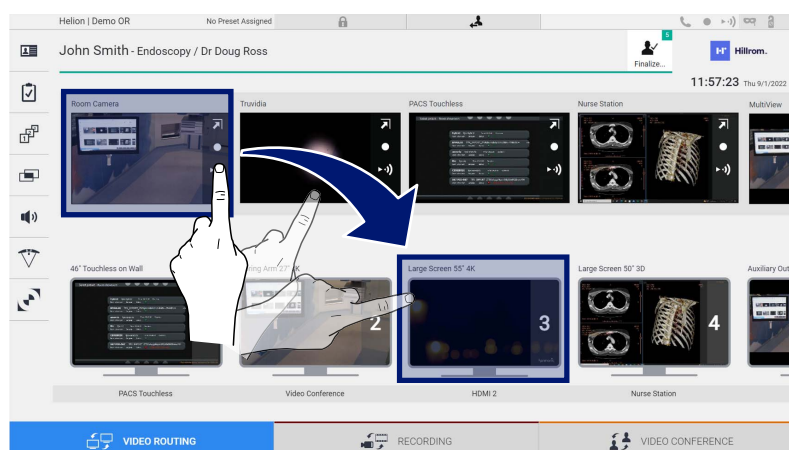 Helion | Demo OR
No Preset Assigned
John Smith - Endoscopy / Dr Doug Ross
5
Finalize...
Hillrom.
11:57:23 Thu 9/1/2022
Room Camera
Truvidia
PACS Touchless
Nurse Station
MultiView
46" Touchless on Wall
Large Screen 55" 4K
Large Screen 50" 3D
Auxiliary Out
2
3
4
PACS Touchless
Video Conference
HDMI 2
Nurse Station
VIDEO ROUTING
RECORDING
VIDEO CONFERENCE